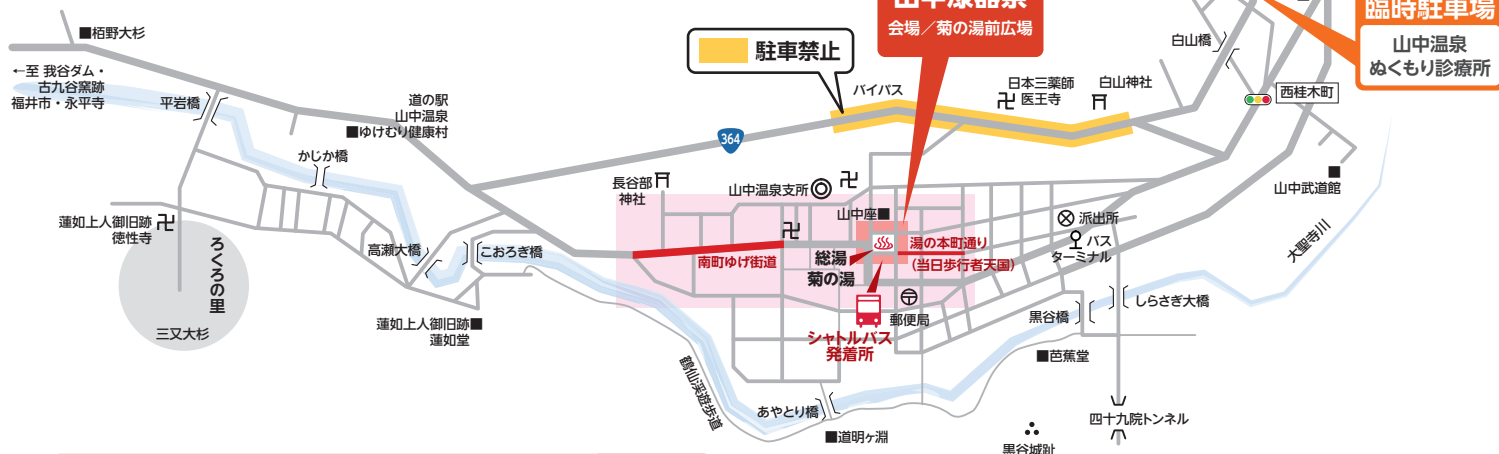 山中漆器祭
会場／菊の湯前広場
臨時駐車場
山中温泉
ぬくもり診療所
■栢野大杉
駐車禁止
白山橋
←至 我谷ダム・
古九谷窯跡
福井市・永平寺
平岩橋
道の駅
山中温泉
■ゆけむり健康村
バイパス
日本三薬師
医王寺
白山神社
西桂木町
364
かじか橋
長谷部
神社
山中温泉支所
山中武道館
山中座■
派出所
バス
ターミナル
大聖寺川
蓮如上人御旧跡
徳性寺
ろくろの里
高瀬大橋
こおろぎ橋
南町ゆげ街道
総湯
菊の湯
湯の本町通り
(当日歩行者天国)
しらさぎ大橋
黒谷橋
郵便局
シャトルバス
発着所
三又大杉
蓮如上人御旧跡■
蓮如堂
■芭蕉堂
鶴仙渓遊歩道
あやとり橋
■道明ヶ淵
四十九院トンネル
黒谷城趾